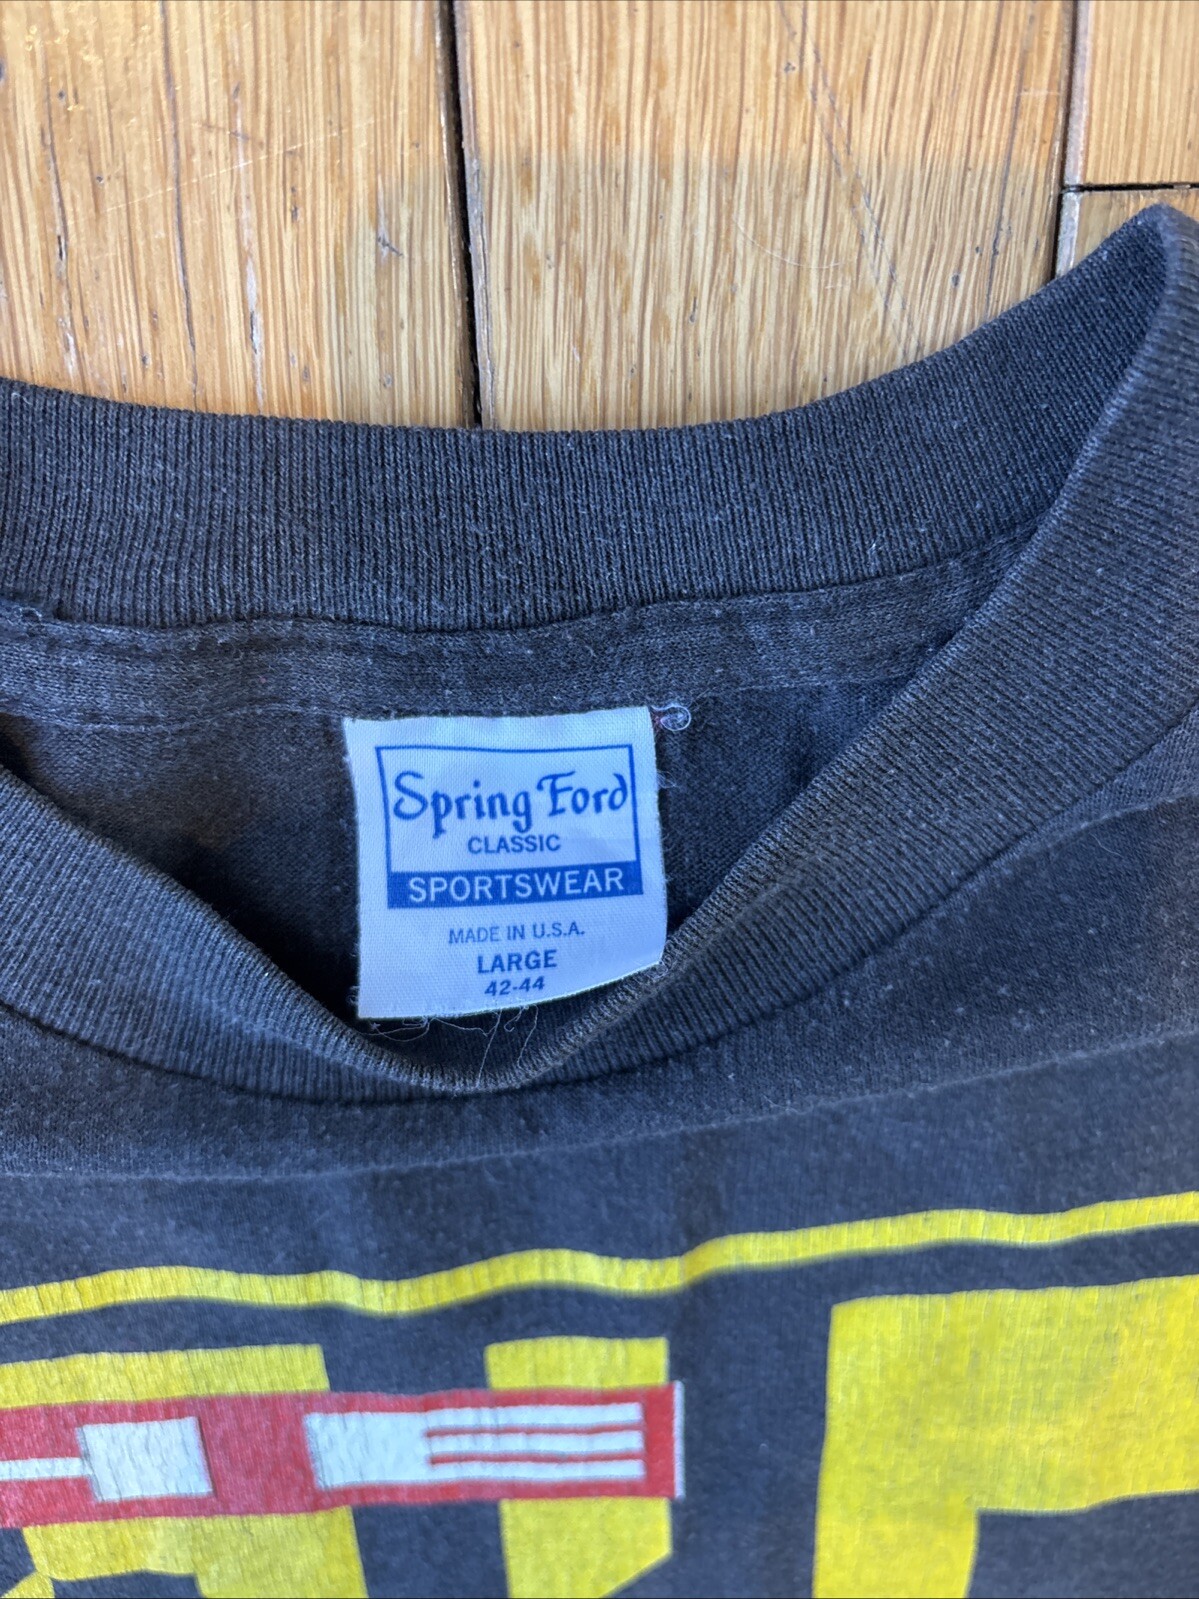 Spring Ford
CLASSIC
SPORTSWEAR
MADE IN U.S.A.
LARGE
42-44